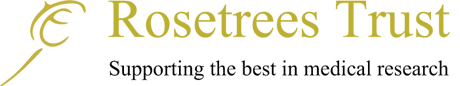 Rosetrees Trust
Supporting the best in medical research